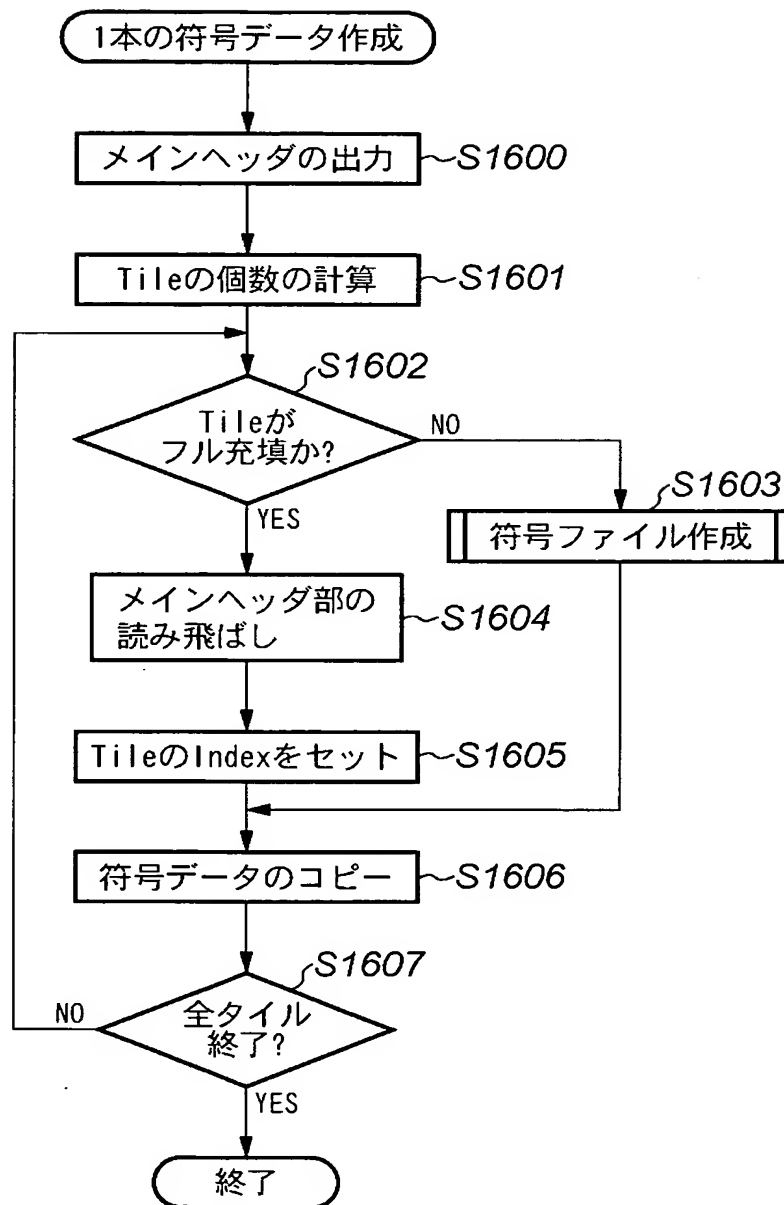 1本の符号データ作成
メインヘッダの出力
S1600
Tileの個数の計算
S1601
S1602
Tileが
フル充填か?
NO
YES
S1603
符号ファイル作成
メインヘッダ部の
読み飛ばし
S1604
TileのIndexをセット
S1605
符号データのコピー
S1606
S1607
全タイル
終了?
NO
YES
終了